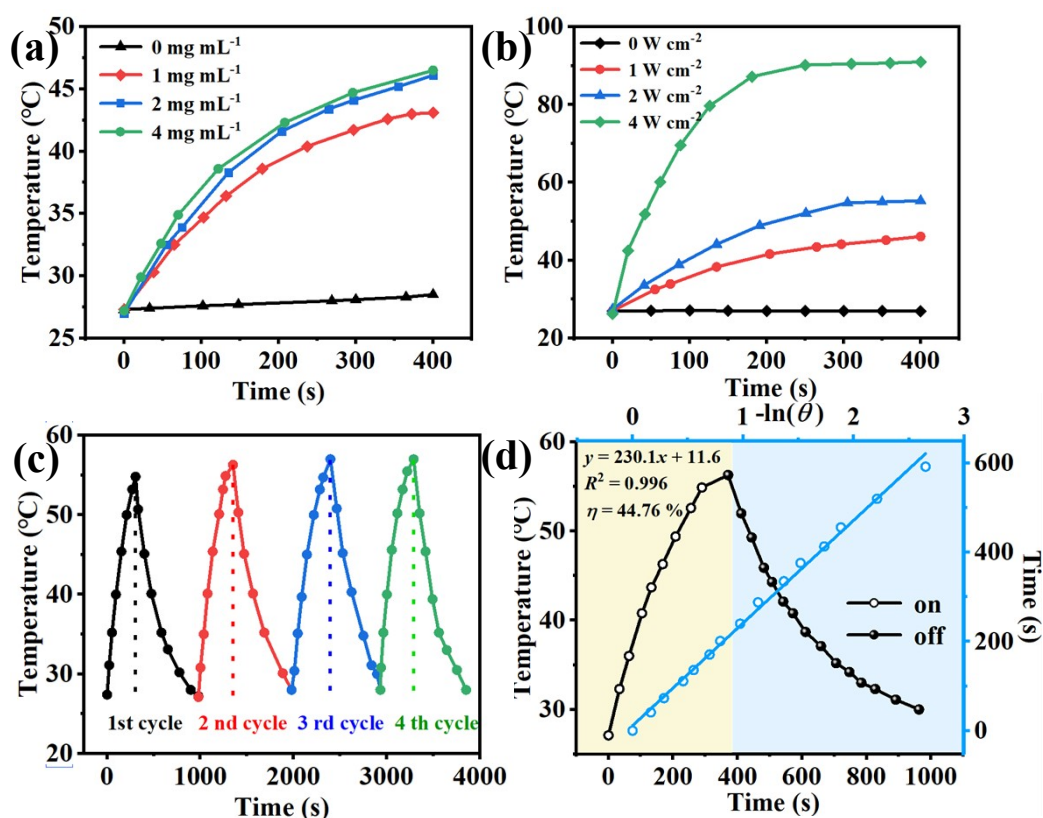 (a)
50
45
40
35
30
25
0 100 200 300 400
Temperature (℃)
Time (s)
0 mg mL⁻¹
1 mg mL⁻¹
2 mg mL⁻¹
4 mg mL⁻¹
(b)
100
80
60
40
20
0 100 200 300 400
Temperature (℃)
Time (s)
0 W cm⁻²
1 W cm⁻²
2 W cm⁻²
4 W cm⁻²
(c)
60
50
40
30
20
0 1000 2000 3000 4000
Temperature (℃)
Time (s)
1st cycle
2 nd cycle
3 rd cycle
4 th cycle
(d)
0 1 2 3
-ln(θ)
60
50
40
30
600
400
200
0
0 200 400 600 800 1000
Temperature (℃)
Time (s)
Time (s)
y = 230.1x + 11.6
R² = 0.996
η = 44.76 %
on
off